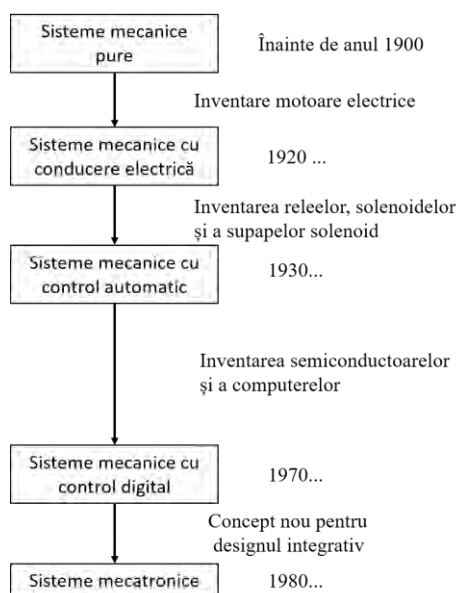 Sisteme mecanice
pure
Înainte de anul 1900
Inventare motoare electrice
Sisteme mecanice cu
conducere electrică
1920 ...
Inventarea releelor, solenoidelor
și a supapelor solenoid
Sisteme mecanice cu
control automatic
1930...
Inventarea semiconductoarelor
și a computerelor
Sisteme mecanice cu
control digital
1970...
Concept nou pentru
designul integrativ
Sisteme mecatronice
1980...